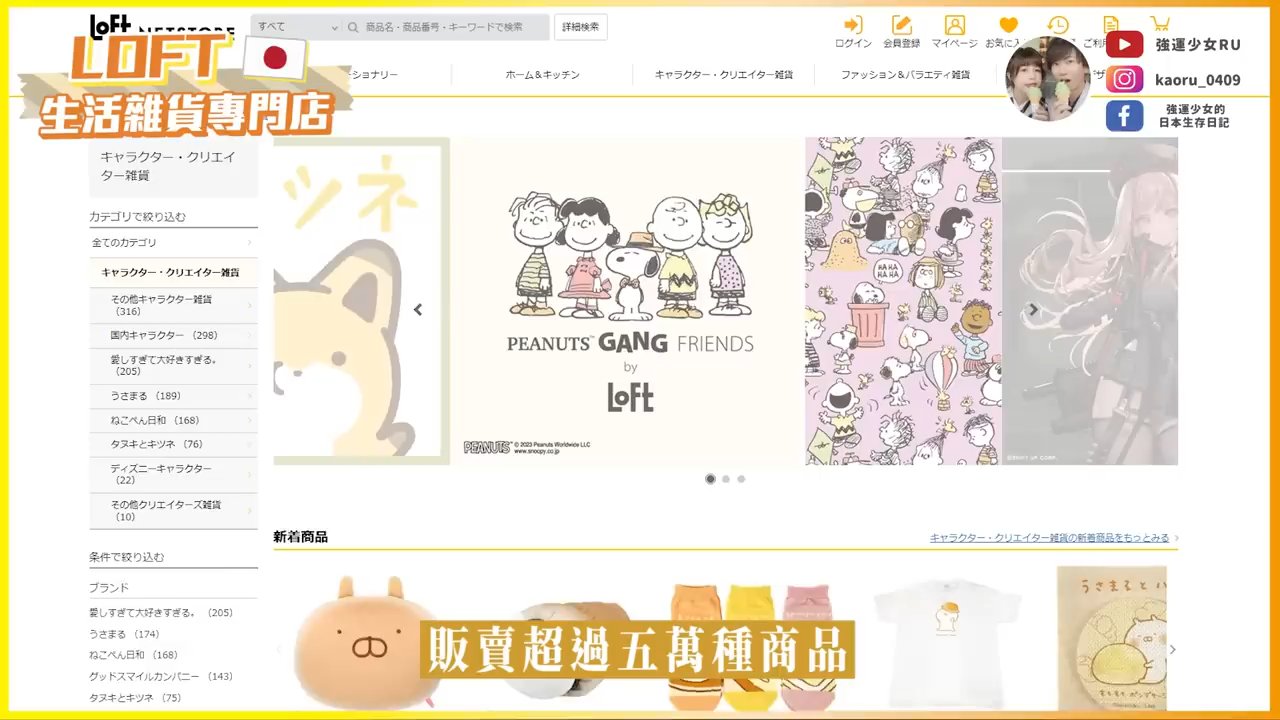 LOFT
生活雜貨專門店
すべて
商品名・商品番号・キーワードで検索
詳細検索
ログイン
会員登録
マイページ
強運少女RU
kaoru_0409
強運少女的
日本生存日記
ホーム&キッチン
キャラクター・クリエイター雑貨
ファッション&バラエティ雑貨
キャラクター・クリエイ
ター雑貨
カテゴリで絞り込む
全てのカテゴリ
キャラクター・クリエイター雑貨
その他キャラクター雑貨
(316)
国内キャラクター (298)
愛しすぎて大好きすぎる。
(205)
うさまる (189)
ねこぺん日和 (168)
タヌキとキツネ (76)
ディズニーキャラクター
(22)
その他クリエイターズ雑貨
(10)
条件で絞り込む
ブランド
愛しすぎて大好きすぎる。 (205)
うさまる (174)
ねこぺん日和 (168)
グッドスマイルカンパニー (143)
タヌキとキツネ (75)
ツネ
PEANUTS GANG FRIENDS
by
Loft
PEANUTS
© 2023 Peanuts Worldwide LLC
www.snoopy.co.jp
HA HA
HA HA
HA
新着商品
キャラクター・クリエイター雑貨の新着商品をもっとみる
うさまると
販賣超過五萬種商品